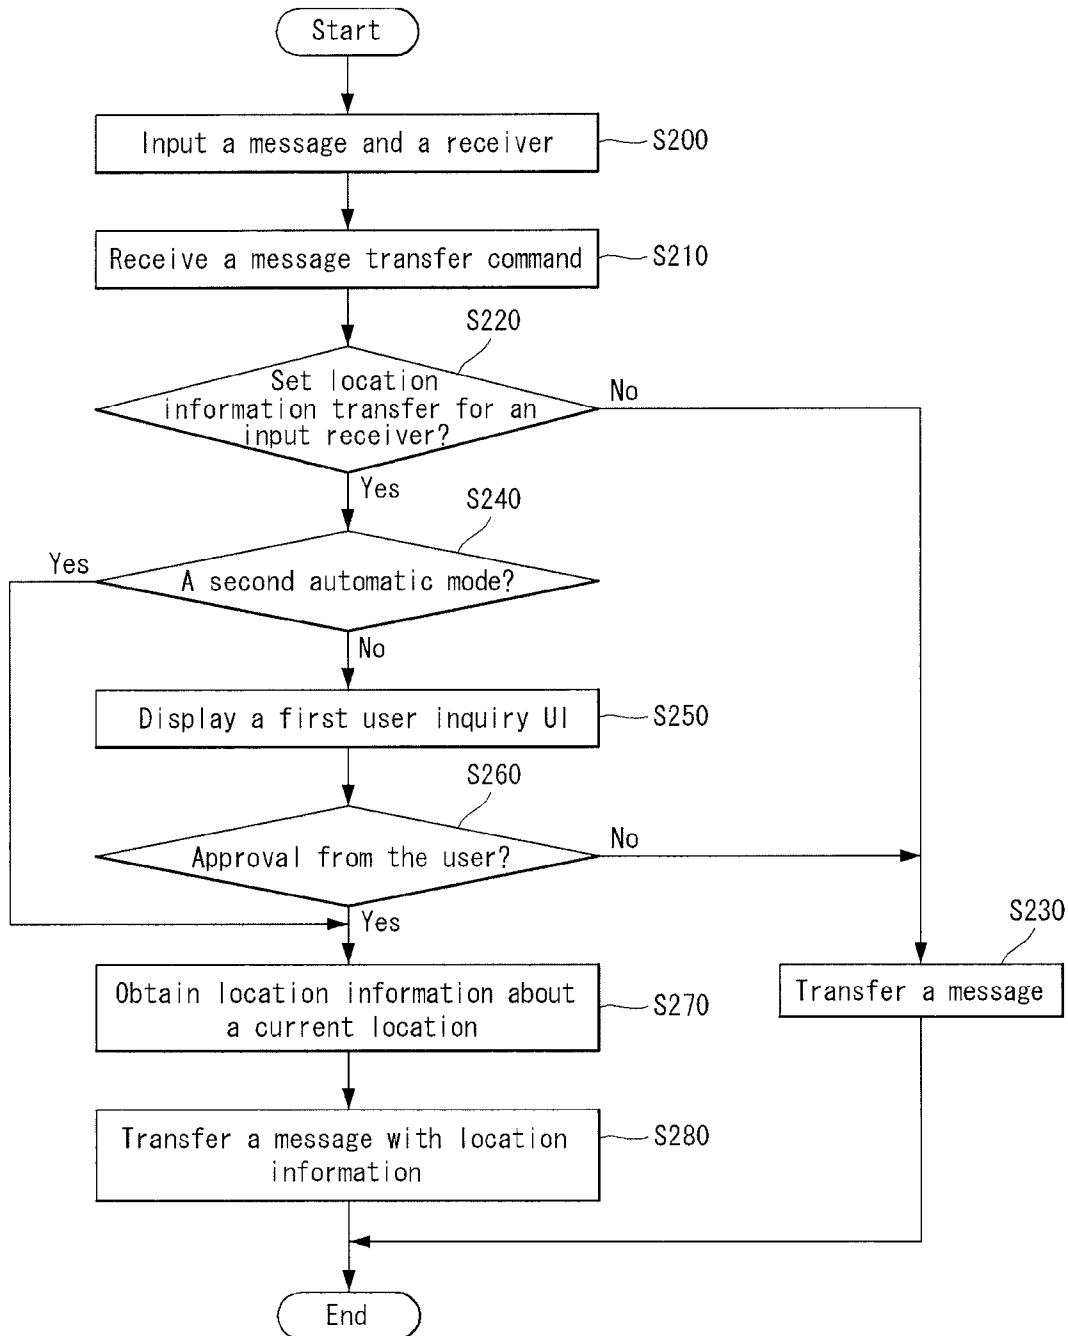 Start
Input a message and a receiver
S200
Receive a message transfer command
S210
S220
Set location
information transfer for an
input receiver?
No
Yes
S240
Yes
A second automatic mode?
No
Display a first user inquiry UI
S250
S260
Approval from the user?
No
Yes
S230
Obtain location information about
a current location
S270
Transfer a message
Transfer a message with location
information
S280
End